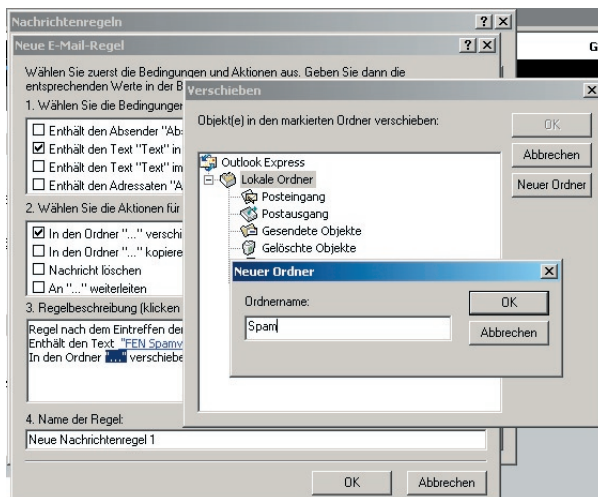 Nachrichtenregeln
Neue E-Mail-Regel
G
Wählen Sie zuerst die Bedingungen und Aktionen aus. Geben Sie dann die
entsprechenden Werte in der B
1. Wählen Sie die Bedingunger
Enthält den Absender "Ab
Enthält den Text "Text" in
Enthält den Text "Text" im
Enthält den Adressaten "A
2. Wählen Sie die Aktionen für
In den Ordner "..." verschi
In den Ordner "..." kopiere
Nachricht löschen
An "..." weiterleiten
3. Regelbeschreibung (klicken
Regel nach dem Eintreffen der
Enthält den Text "FEN Spamv
In den Ordner "..." verschiebe
4. Name der Regel:
Neue Nachrichtenregel 1
OK
Abbrechen
Verschieben
Objekt(e) in den markierten Ordner verschieben:
OK
Abbrechen
Neuer Ordner
Outlook Express
Lokale Ordner
Posteingang
Postausgang
Gesendete Objekte
Gelöschte Objekte
Neuer Ordner
Ordnername:
Spam
OK
Abbrechen